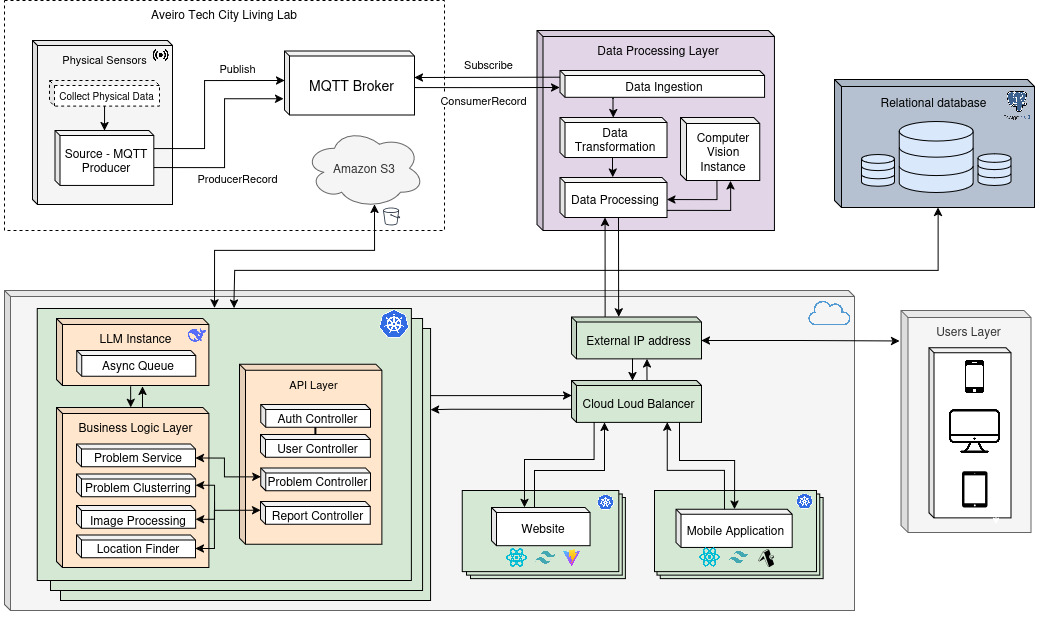 Aveiro Tech City Living Lab
Physical Sensors
Collect Physical Data
Source - MQTT
Producer
Publish
ProducerRecord
MQTT Broker
Amazon S3
Subscribe
ConsumerRecord
Data Processing Layer
Data Ingestion
Data
Transformation
Computer
Vision
Instance
Data Processing
Relational database
LLM Instance
Async Queue
Business Logic Layer
Problem Service
Problem Clusterring
Image Processing
Location Finder
API Layer
Auth Controller
User Controller
Problem Controller
Report Controller
External IP address
Cloud Loud Balancer
Website
Mobile Application
Users Layer